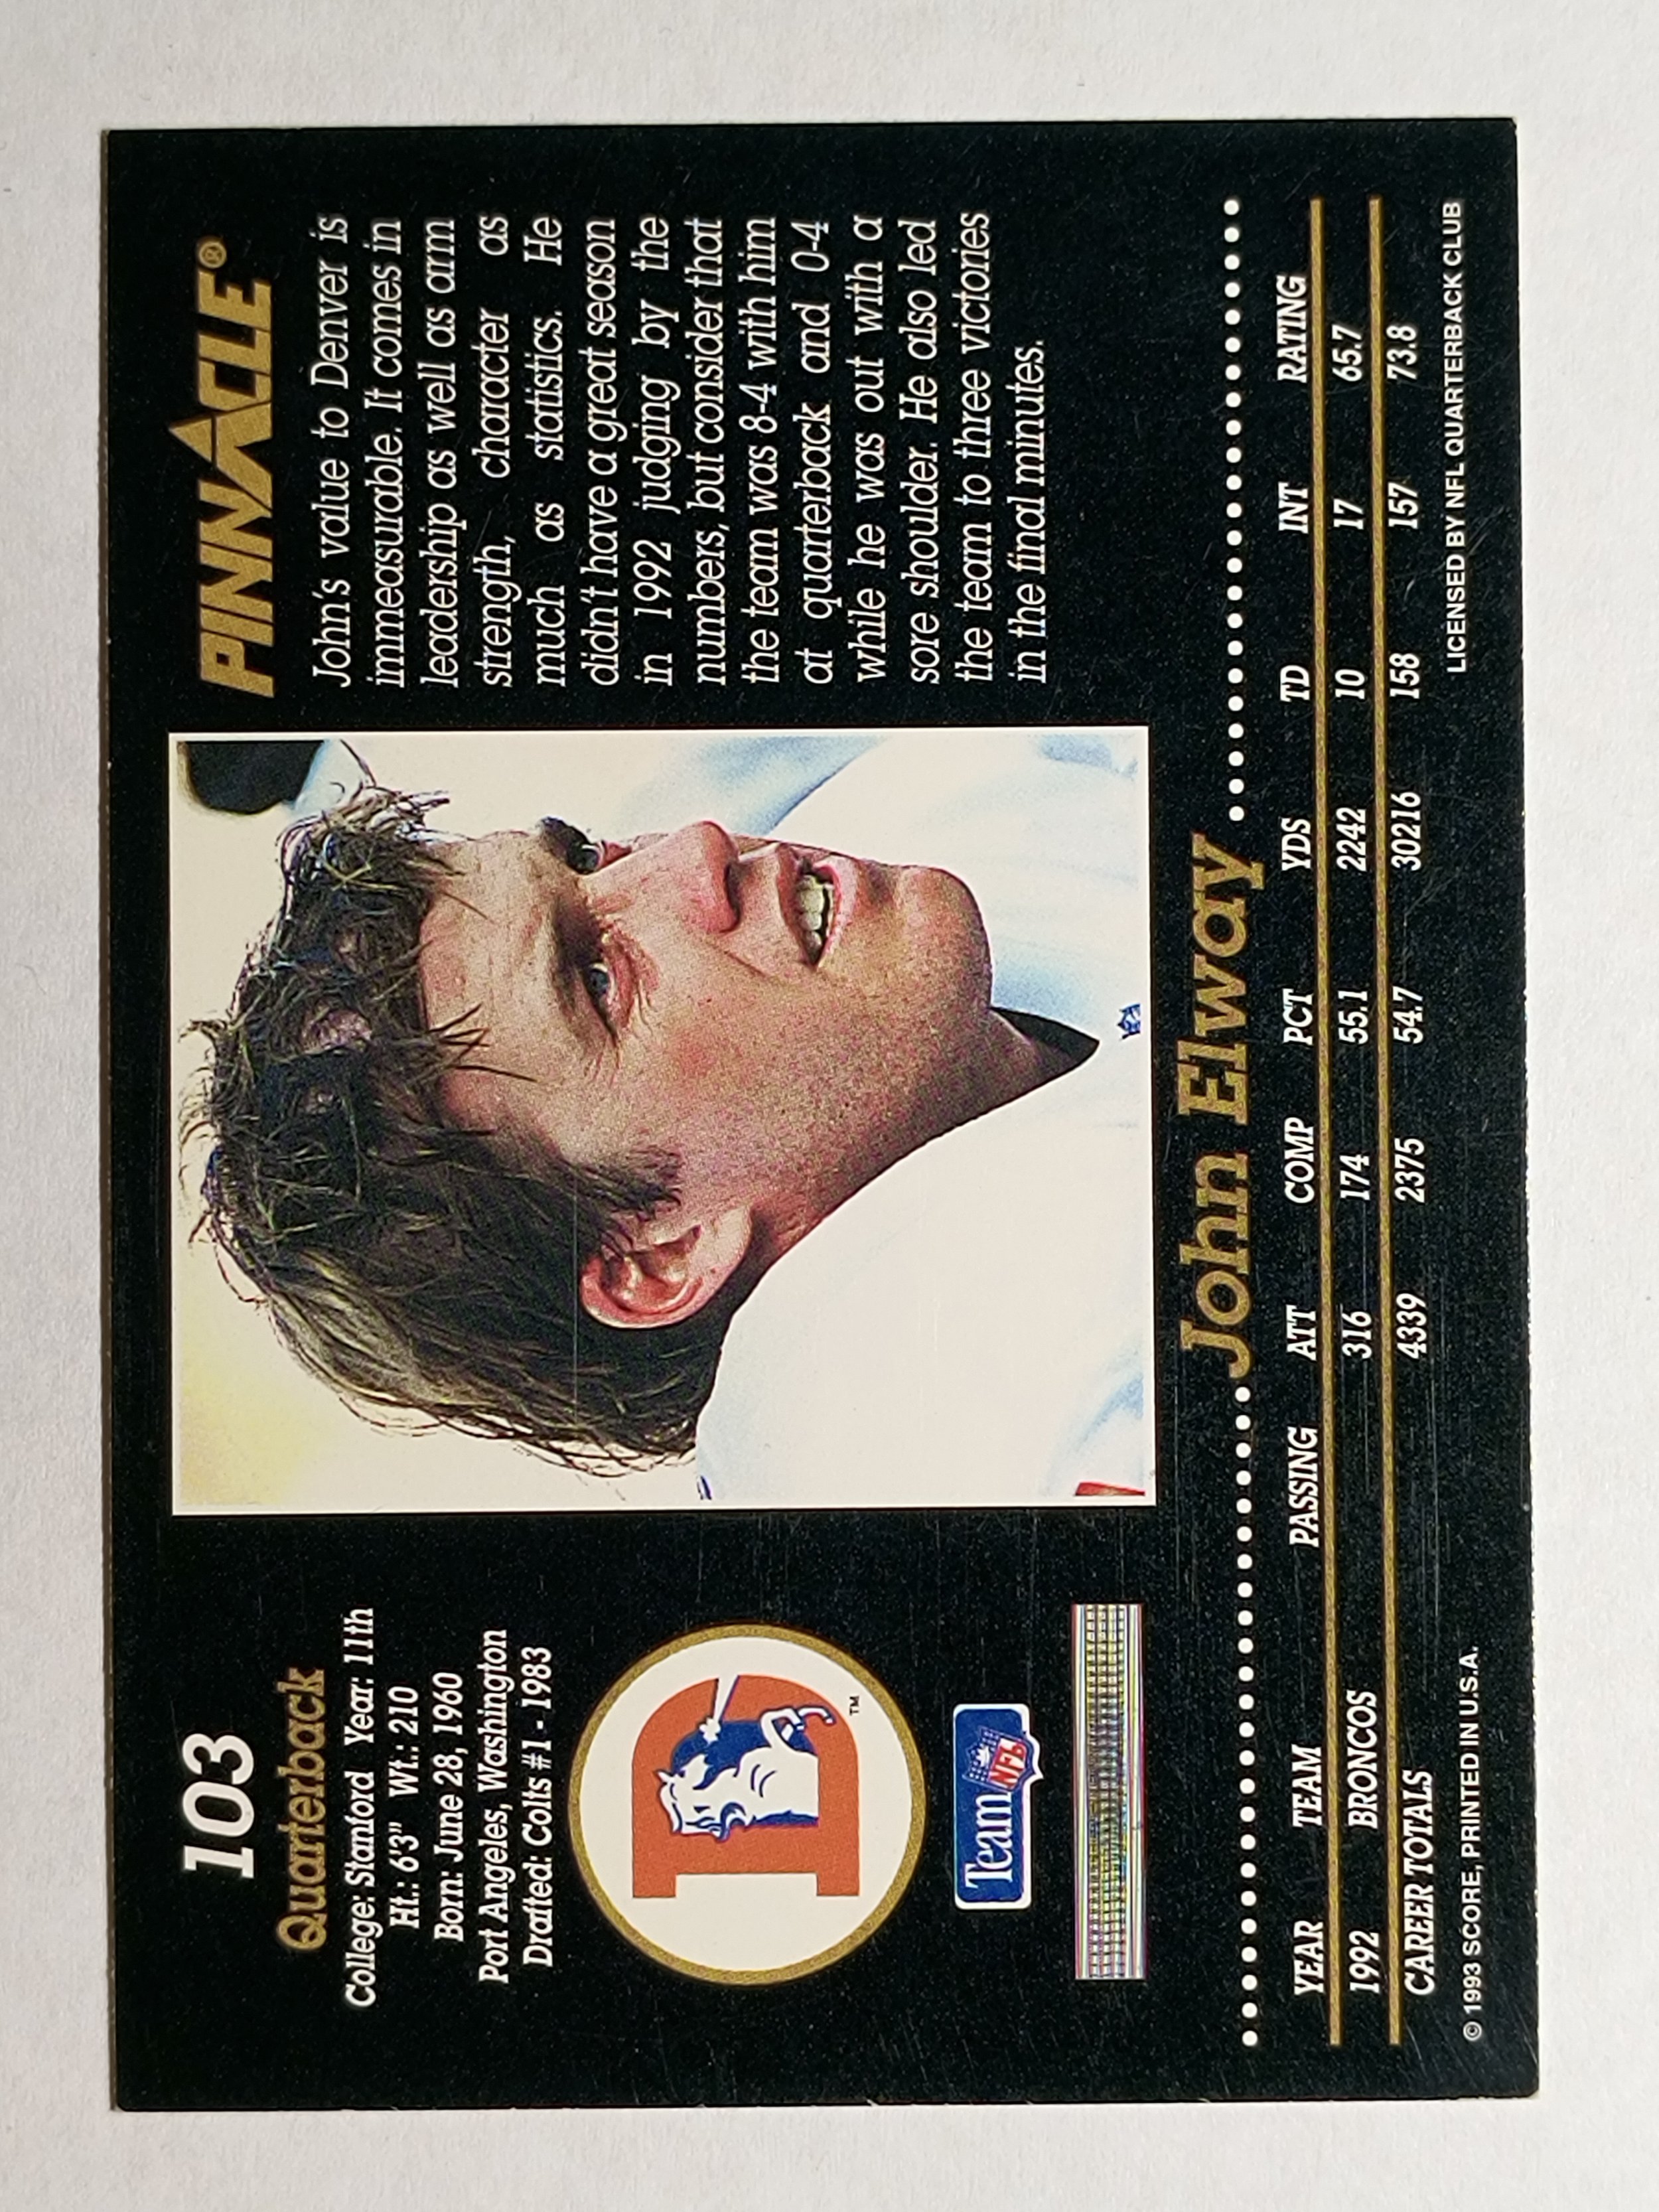 103
Quarterback
College: Stanford Year: 11th
Ht.: 6'3" Wt.: 210
Born: June 28, 1960
Port Angeles, Washington
Drafted: Colts #1 - 1983
D
TM
Team NFL
PINNACLE®
John's value to Denver is
immeasurable. It comes in
leadership as well as arm
strength, character as
much as statistics. He
didn't have a great season
in 1992 judging by the
numbers, but consider that
the team was 8-4 with him
at quarterback and 0-4
while he was out with a
sore shoulder. He also led
the team to three victories
in the final minutes.
John Elway
YEAR TEAM PASSING ATT COMP PCT YDS TD INT RATING
1992 BRONCOS 316 174 55.1 2242 10 17 65.7
CAREER TOTALS 4339 2375 54.7 30216 158 157 73.8
© 1993 SCORE, PRINTED IN U.S.A. LICENSED BY NFL QUARTERBACK CLUB